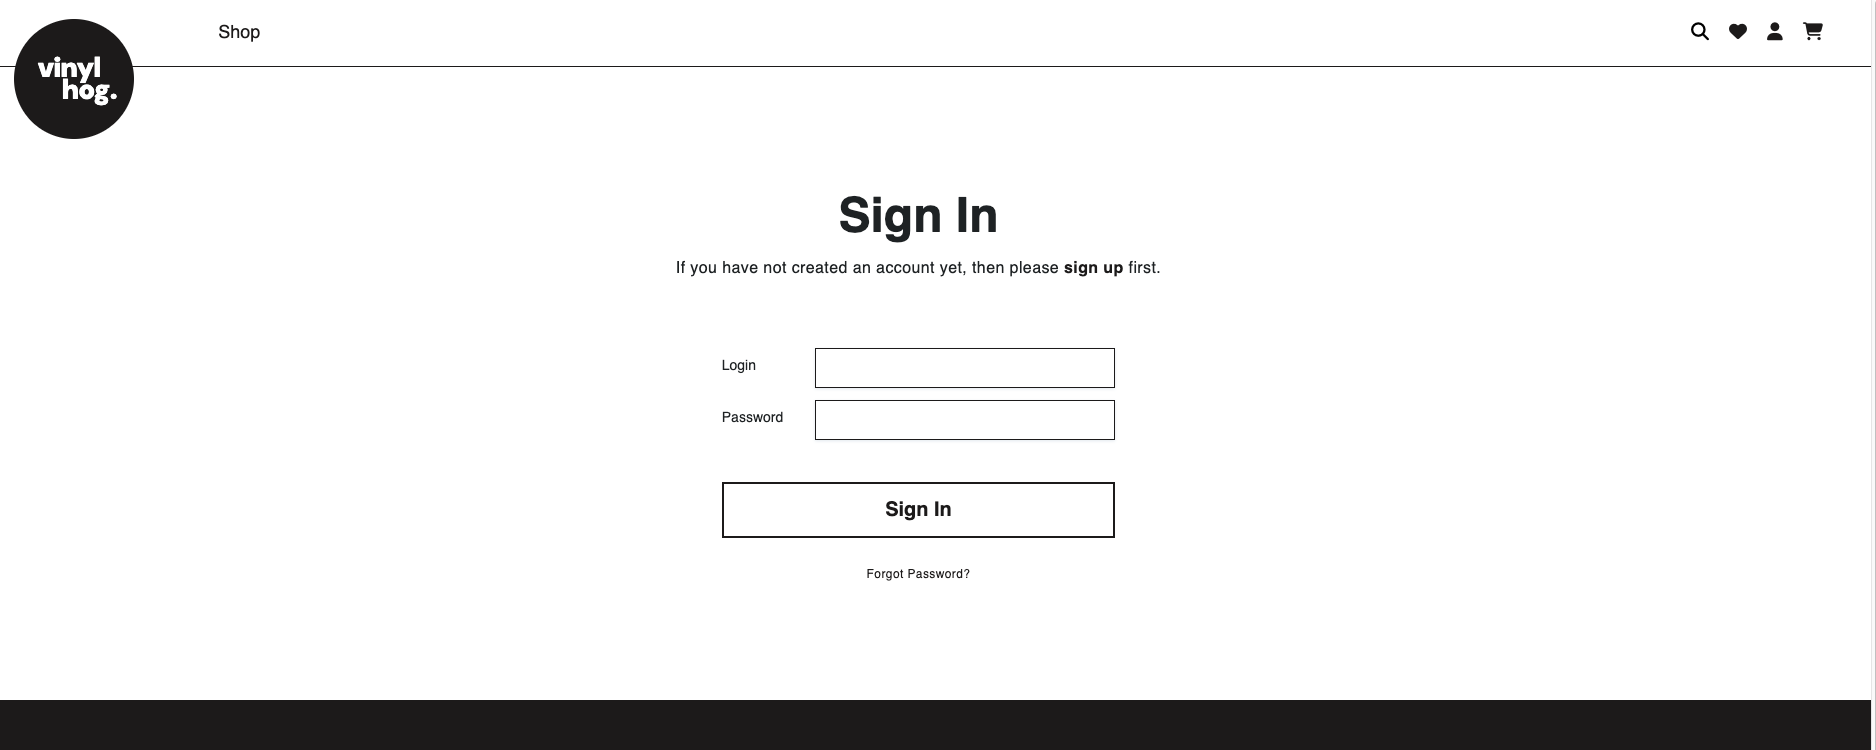 vinyl
hog.
Shop
Sign In
If you have not created an account yet, then please sign up first.
Login
Password
Sign In
Forgot Password?